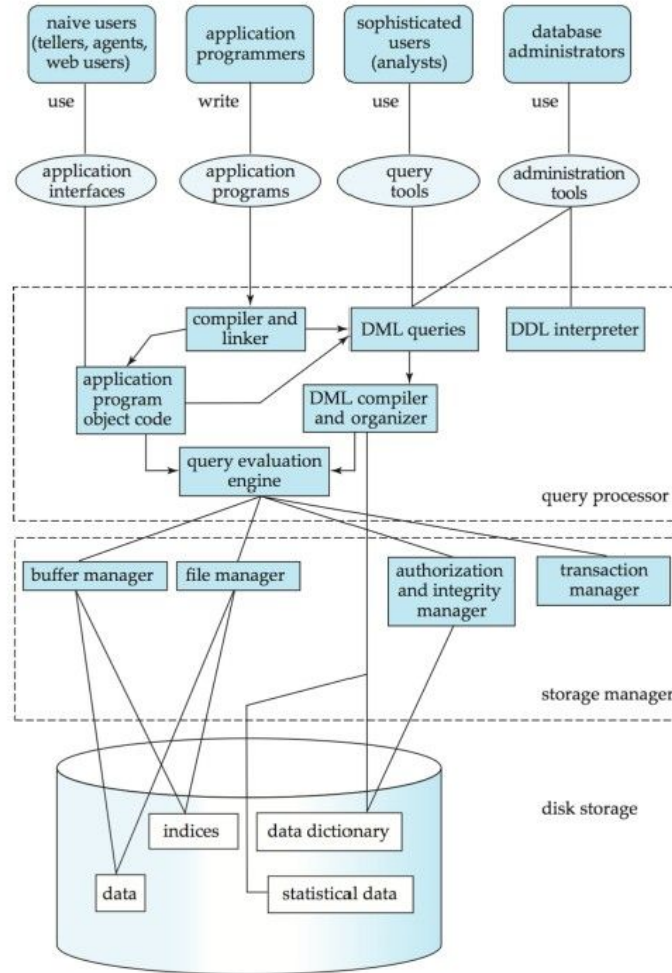 naive users
(tellers, agents,
web users)
application
programmers
sophisticated
users
(analysts)
database
administrators
use
write
use
use
application
interfaces
application
programs
query
tools
administration
tools
compiler and
linker
DML queries
DDL interpreter
application
program
object code
DML compiler
and organizer
query evaluation
engine
query processor
buffer manager
file manager
authorization
and integrity
manager
transaction
manager
storage manager
disk storage
indices
data dictionary
data
statistical data